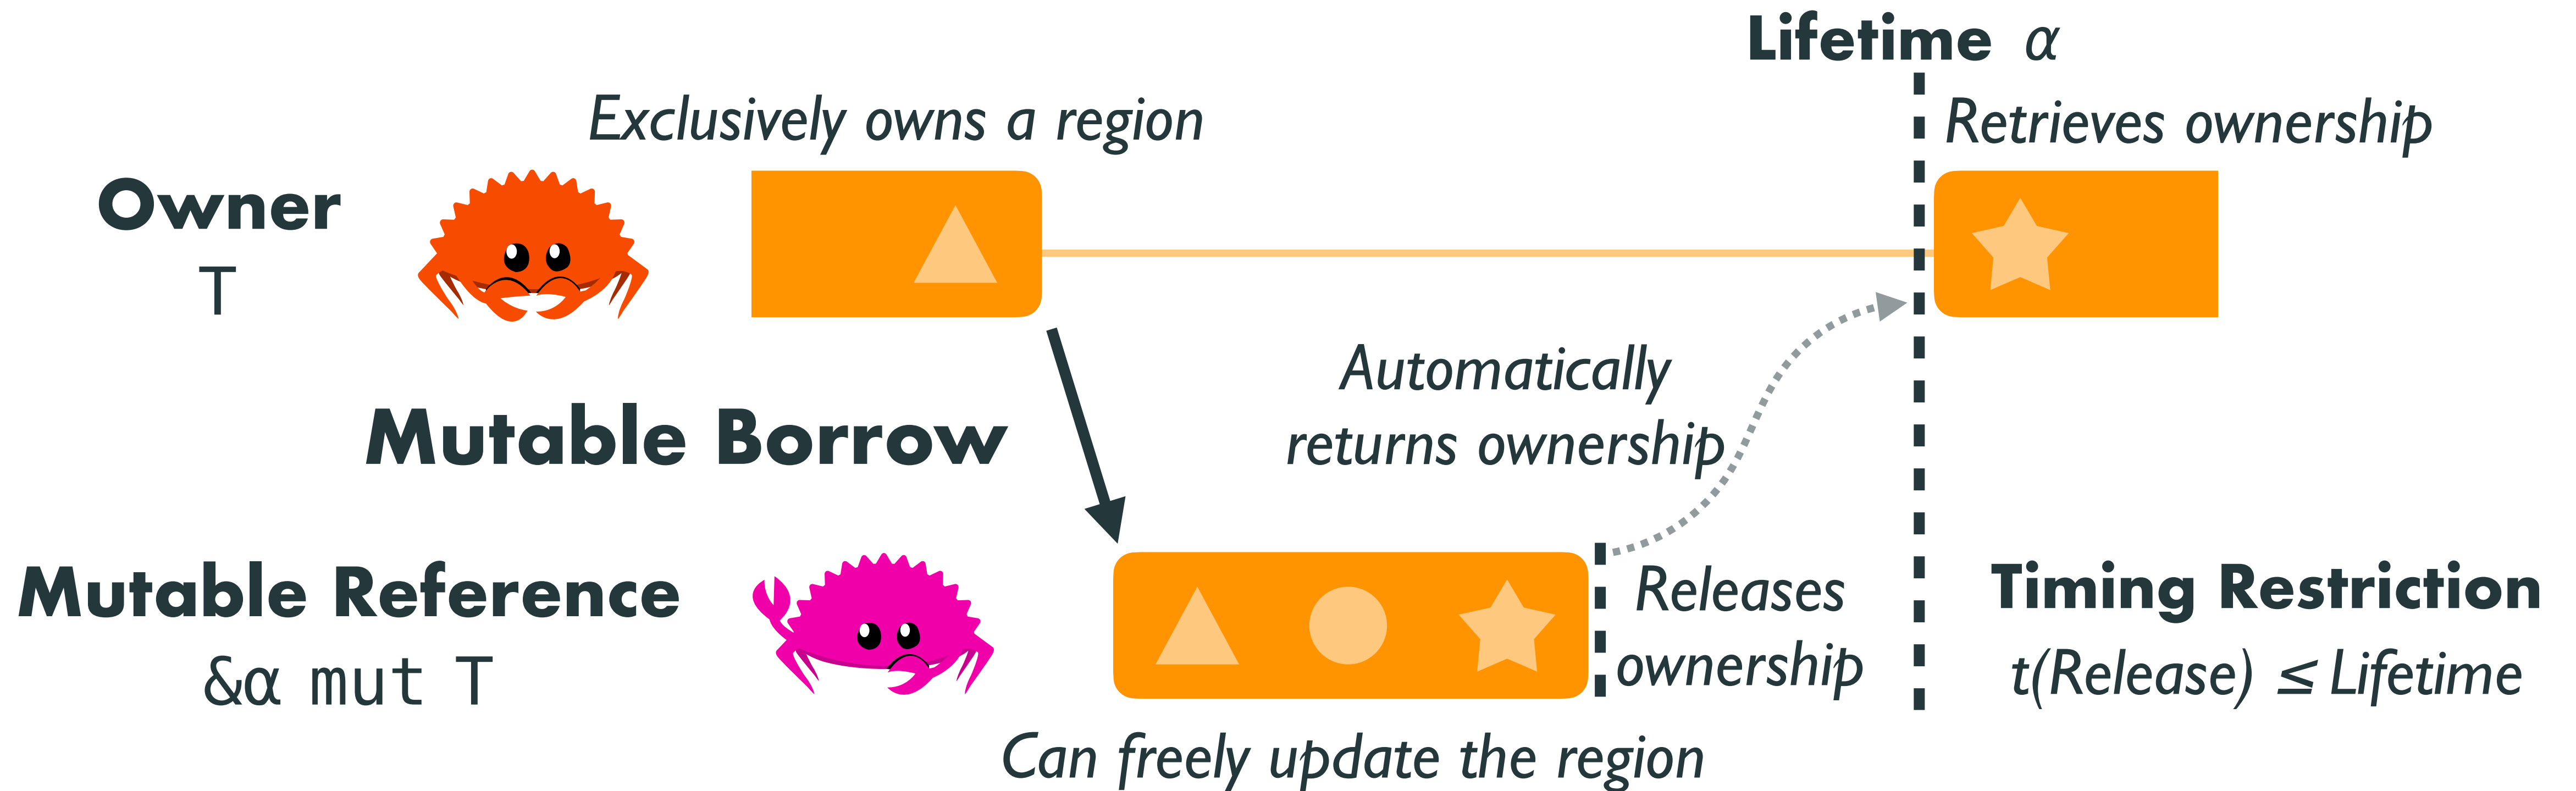 Lifetime α
Exclusively owns a region
Retrieves ownership
Owner
T
Automatically
returns ownership
Mutable Borrow
Mutable Reference
&α mut T
Releases
ownership
Timing Restriction
t(Release) ≤ Lifetime
Can freely update the region